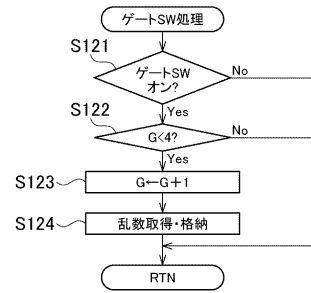 ゲートSW処理
S121
ゲートSW
オン?
No
Yes
S122
G<4?
No
Yes
S123
G←G+1
S124
乱数取得・格納
RTN